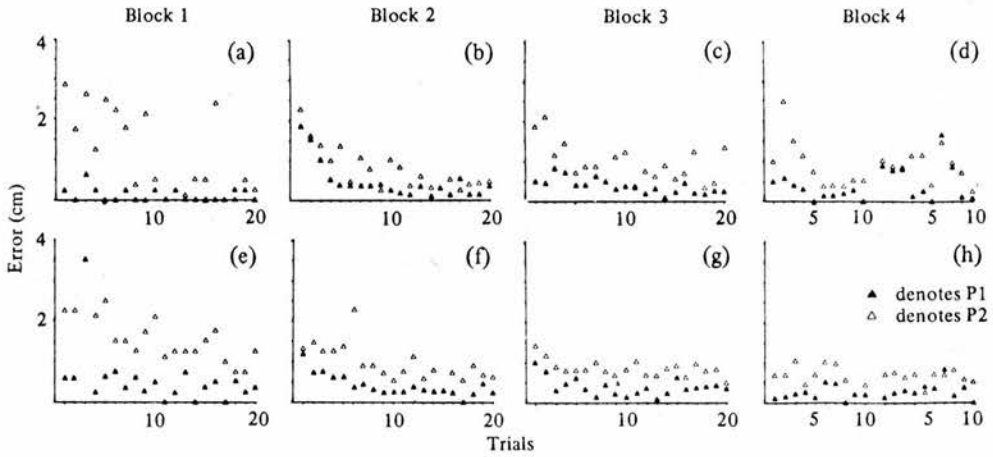 Block 1 Block 2 Block 3 Block 4
4 (a) (b) (c) (d)
2
10 20 10 20 10 20 5 10 5 10
Error (cm)
4 (e) (f) (g) (h)
▲ denotes P1
△ denotes P2
2
10 20 10 20 10 20 5 10 5 10
Trials